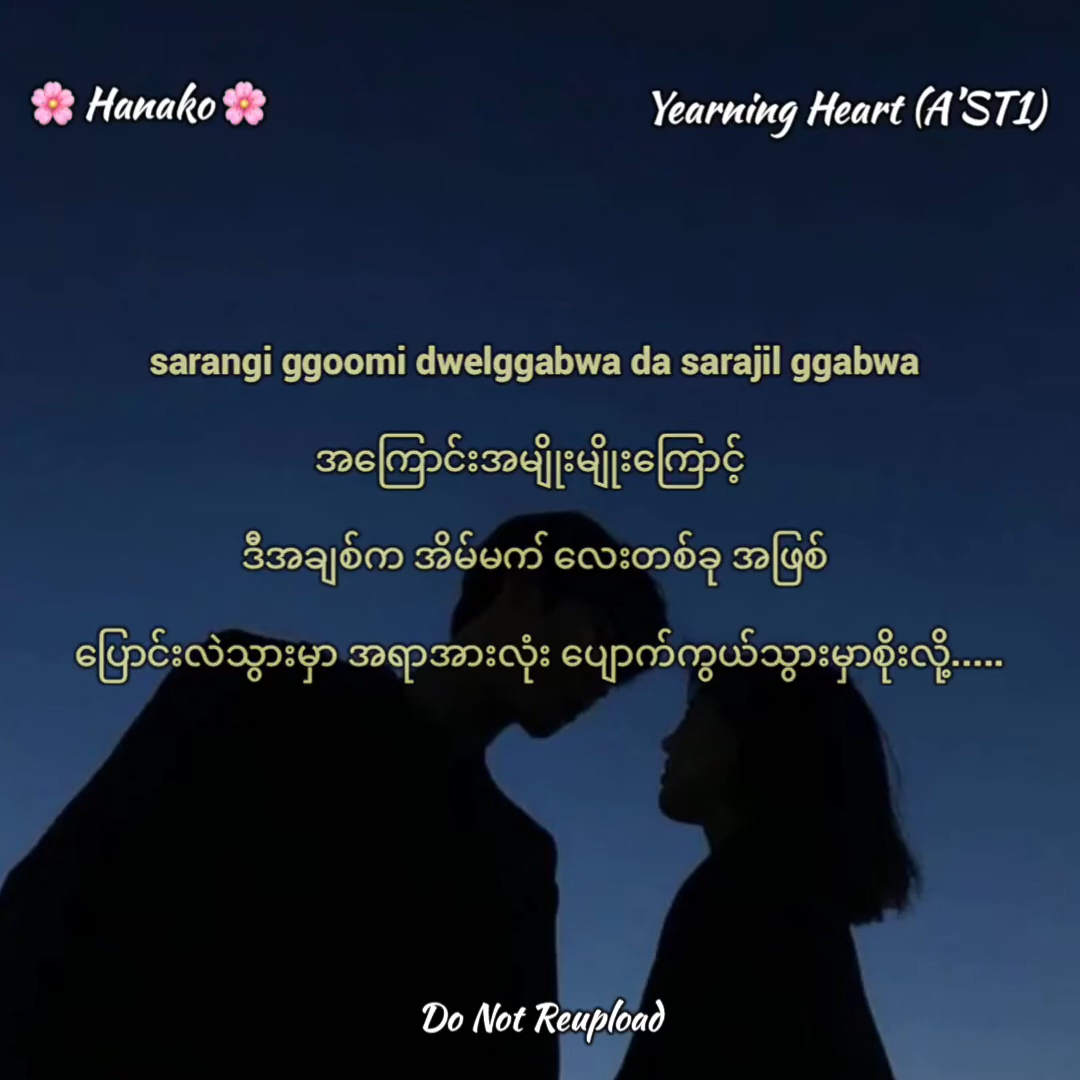 🌸 Hanako🌸
Yearning Heart (A'ST1)
sarangi ggoomi dwelggabwa da sarajil ggabwa
အကြောင်းအမျိုးမျိုးကြောင့်
ဒီအချစ်က အိမ်မက် လေးတစ်ခု အဖြစ်
ပြောင်းလဲသွားမှာ အရာအားလုံး ပျောက်ကွယ်သွားမှာစိုးလို့.....
Do Not Reupload